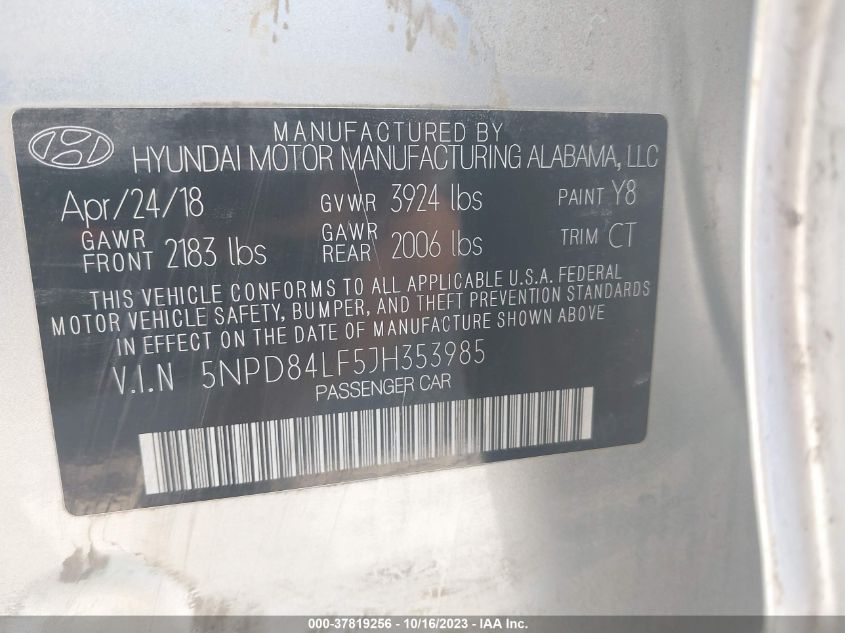 MANUFACTURED BY
HYUNDAI MOTOR MANUFACTURING ALABAMA, LLC
Apr/24/18 GVWR 3924 lbs PAINT Y8
GAWR FRONT 2183 lbs GAWR REAR 2006 lbs TRIM CT
THIS VEHICLE CONFORMS TO ALL APPLICABLE U.S.A. FEDERAL
MOTOR VEHICLE SAFETY, BUMPER, AND THEFT PREVENTION STANDARDS
IN EFFECT ON THE DATE OF MANUFACTURE SHOWN ABOVE
V.I.N 5NPD84LF5JH353985
PASSENGER CAR
000-37819256 - 10/16/2023 - IAA Inc.